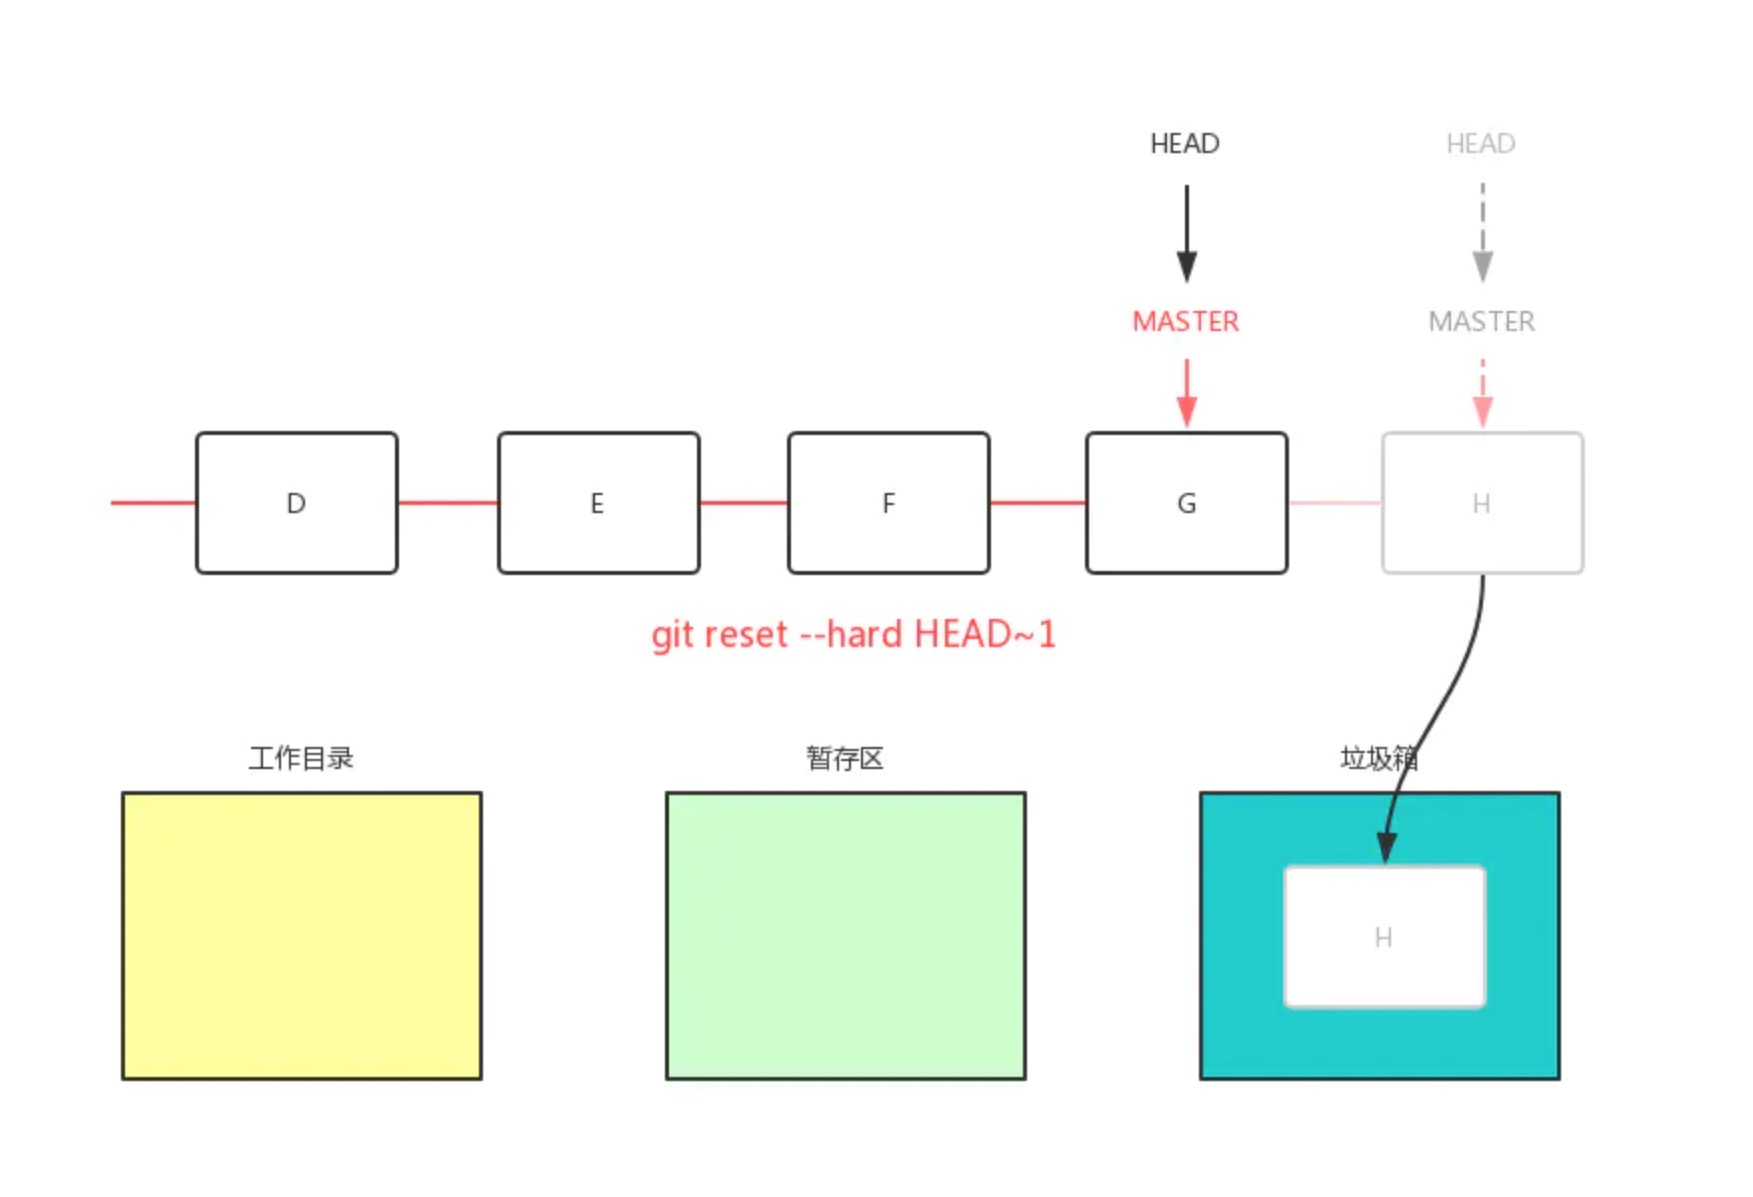 HEAD HEAD
MASTER MASTER
D E F G H
git reset --hard HEAD~1
工作目录 暂存区 垃圾箱
H